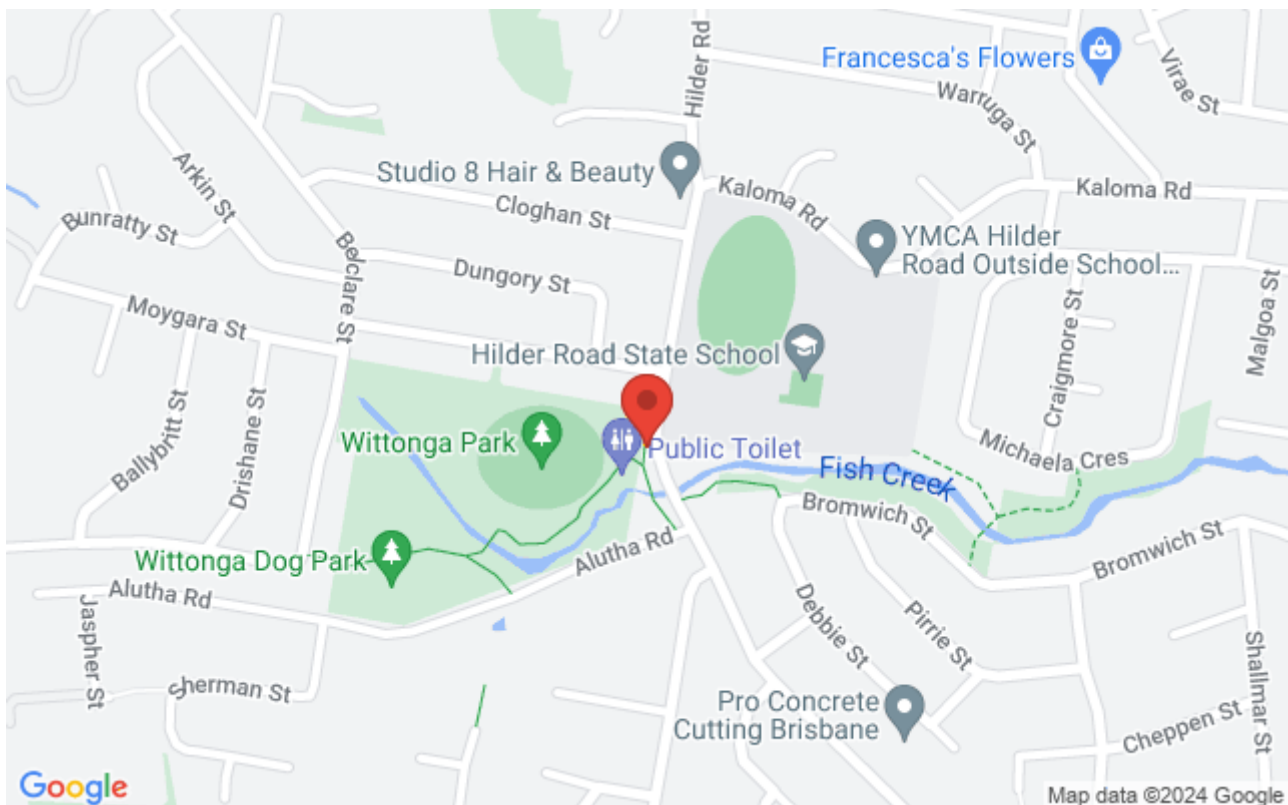 Hilder Rd
Francesca's Flowers
Virae St
Warruga St
Arkin St
Studio 8 Hair & Beauty
Kaloma Rd
Kaloma Rd
Cloghan St
Bunratty St
Belclare St
YMCA Hilder
Road Outside School...
Dungory St
Moygara St
Malgoa St
Craigmore St
Hilder Road State School
Ballybritt St
Drishane St
Wittonga Park
Public Toilet
Michaela Cres
Fish Creek
Bromwich St
Bromwich St
Alutha Rd
Wittonga Dog Park
Alutha Rd
Jaspher St
Debbie St
Pirrie St
Shallmar St
Sherman St
Pro Concrete
Cutting Brisbane
Cheppen St
Google
Map data ©2024 Google